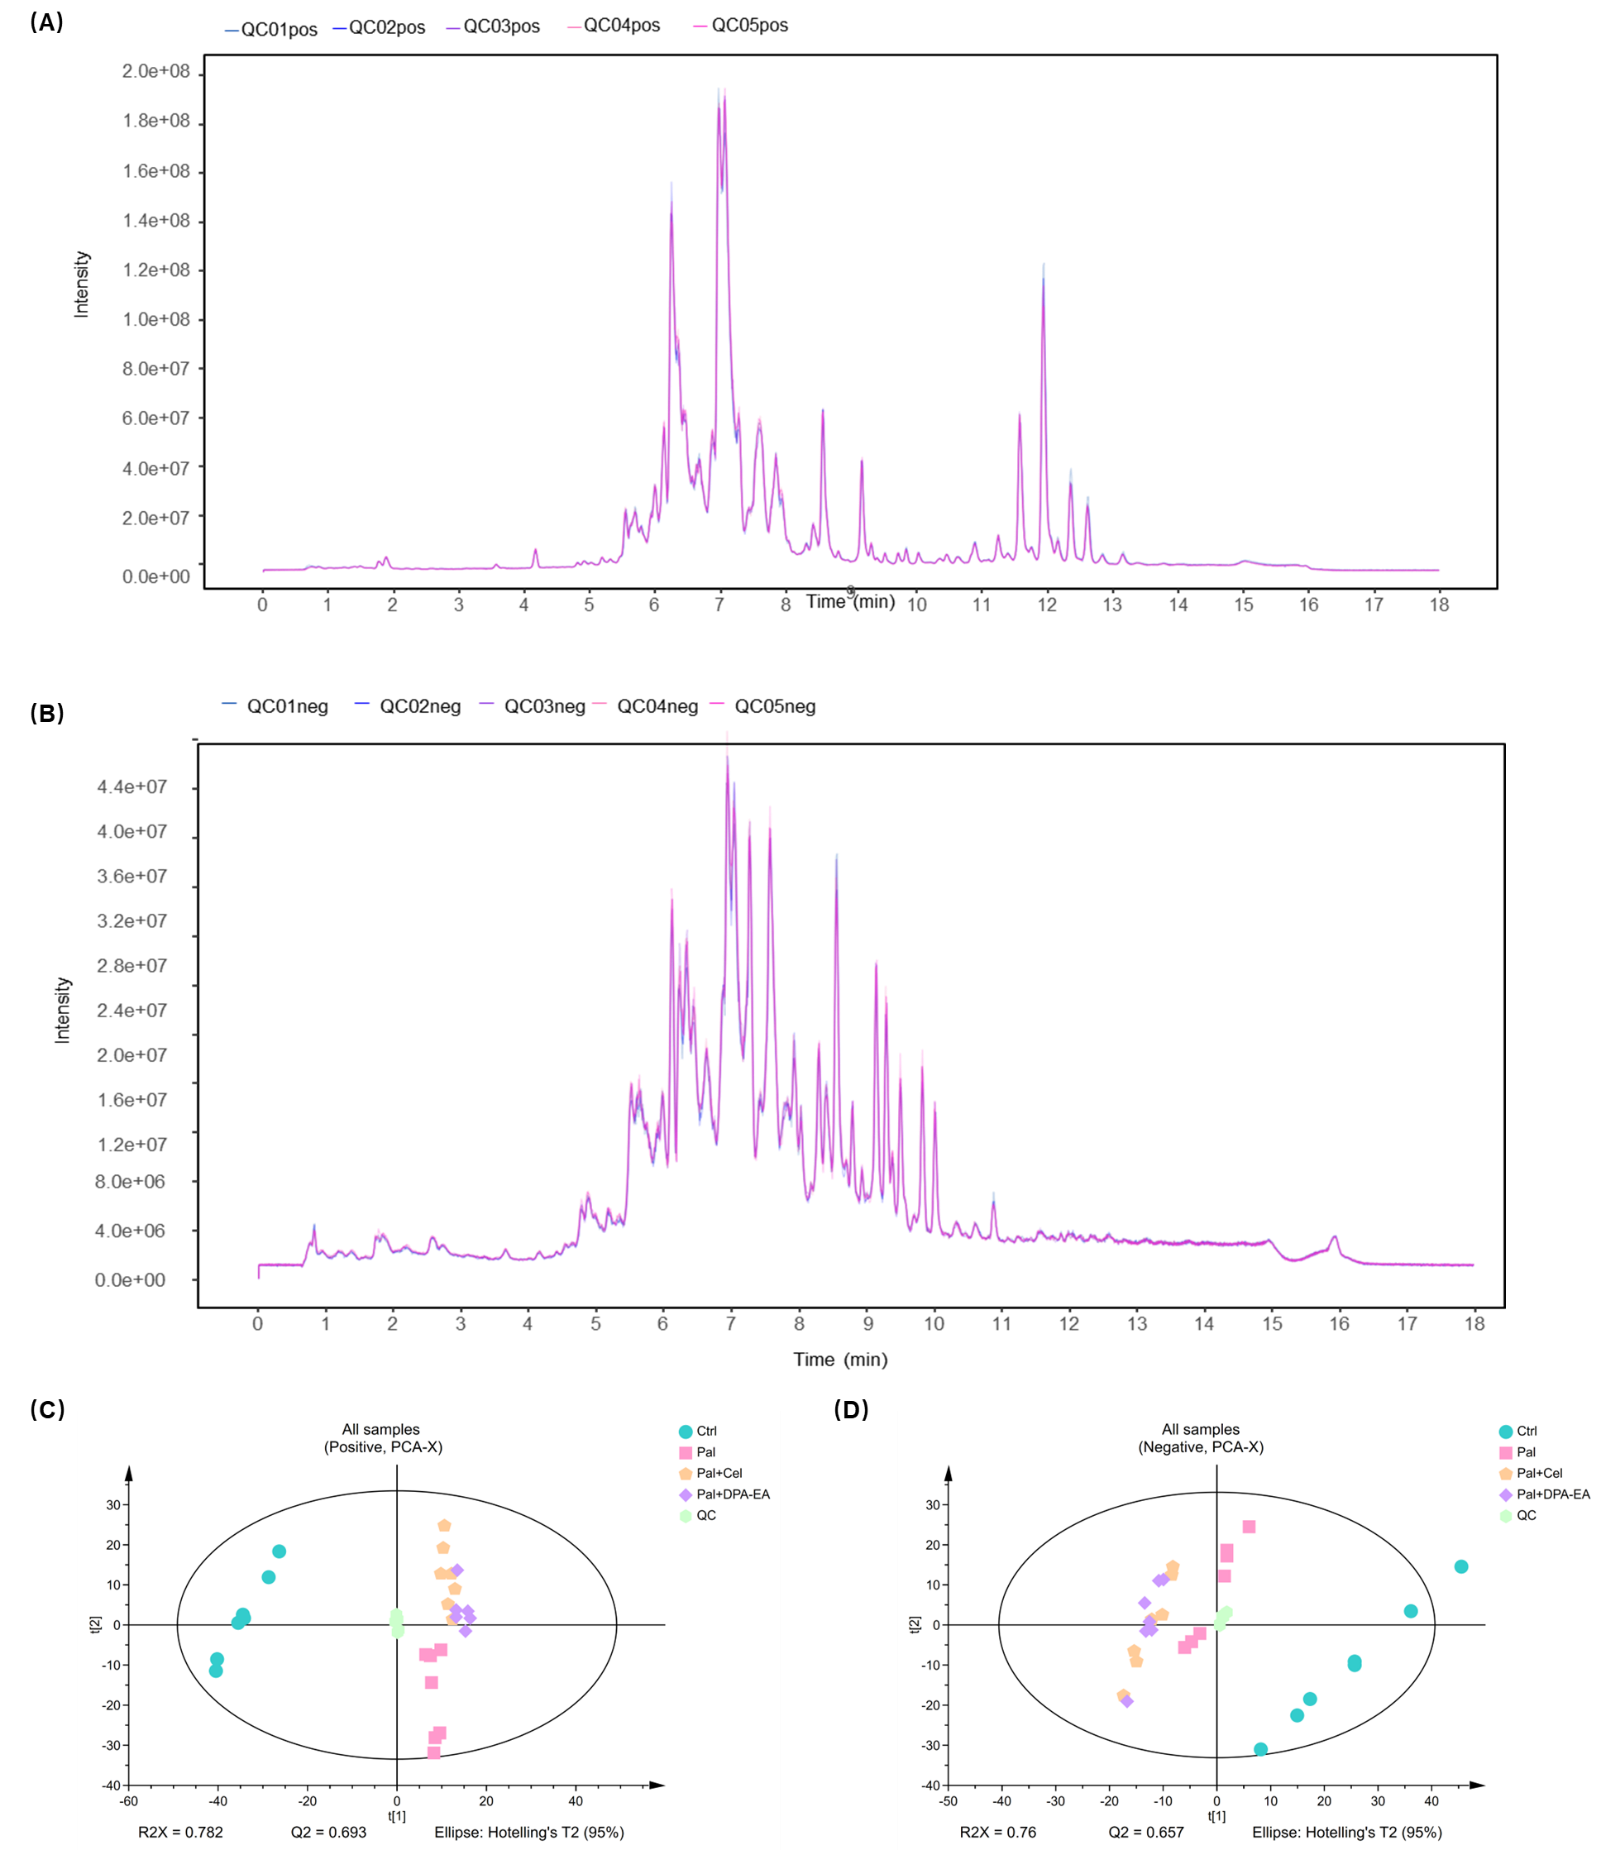 (A)
QC01pos QC02pos QC03pos QC04pos QC05pos
2.0e+08
1.8e+08
1.6e+08
1.4e+08
1.2e+08
1.0e+08
8.0e+07
6.0e+07
4.0e+07
2.0e+07
0.0e+00
Intensity
0 1 2 3 4 5 6 7 8 9 10 11 12 13 14 15 16 17 18
Time (min)
(B)
QC01neg QC02neg QC03neg QC04neg QC05neg
4.4e+07
4.0e+07
3.6e+07
3.2e+07
2.8e+07
2.4e+07
2.0e+07
1.6e+07
1.2e+07
8.0e+06
4.0e+06
0.0e+00
Intensity
0 1 2 3 4 5 6 7 8 9 10 11 12 13 14 15 16 17 18
Time (min)
(C)
All samples
(Positive, PCA-X)
Ctrl
Pal
Pal+Cel
Pal+DPA-EA
QC
30
20
10
0
-10
-20
-30
-40
t[2]
-60 -40 -20 0 20 40
t[1]
R2X = 0.782 Q2 = 0.693 Ellipse: Hotelling's T2 (95%)
(D)
All samples
(Negative, PCA-X)
Ctrl
Pal
Pal+Cel
Pal+DPA-EA
QC
30
20
10
0
-10
-20
-30
-40
t[2]
-50 -40 -30 -20 -10 0 10 20 30 40
t[1]
R2X = 0.76 Q2 = 0.657 Ellipse: Hotelling's T2 (95%)